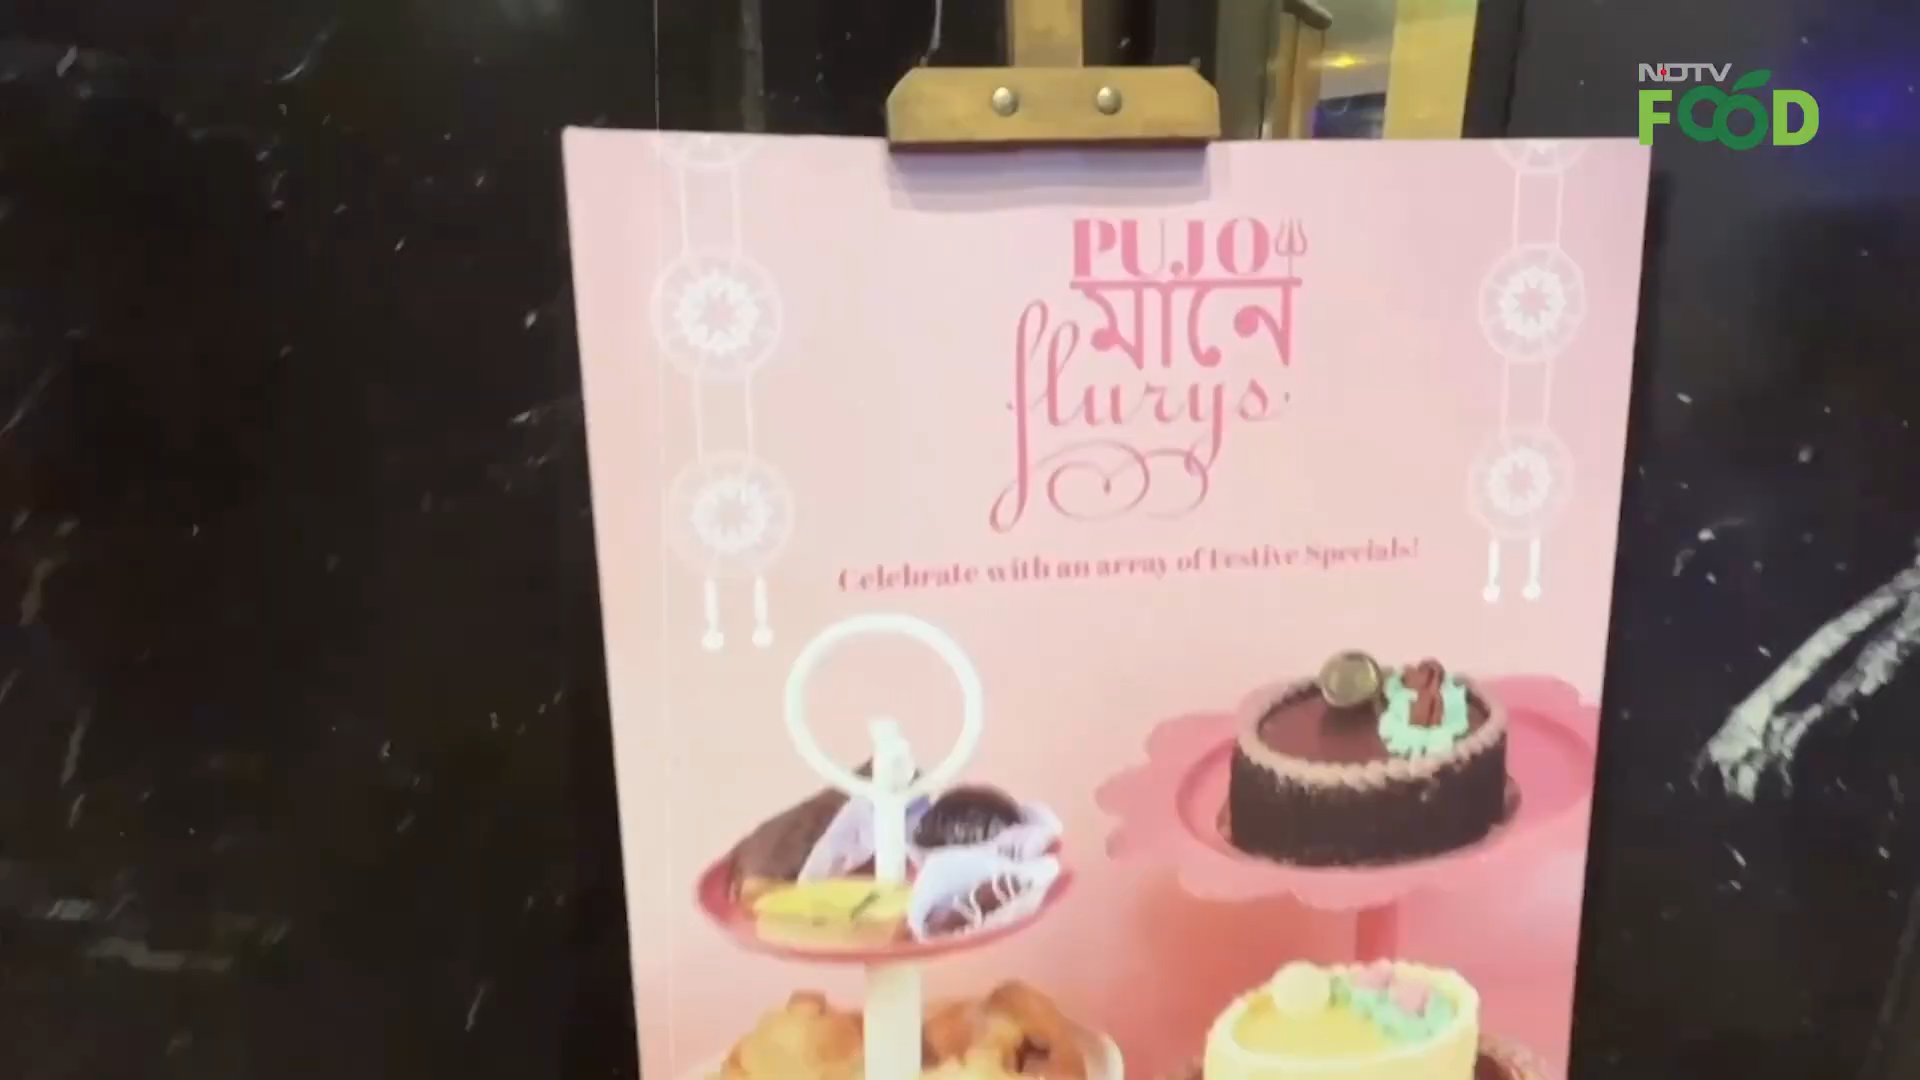 NDTV
FOOD
PUJO
মানে
flurys
Celebrate with an array of Festive Specials!